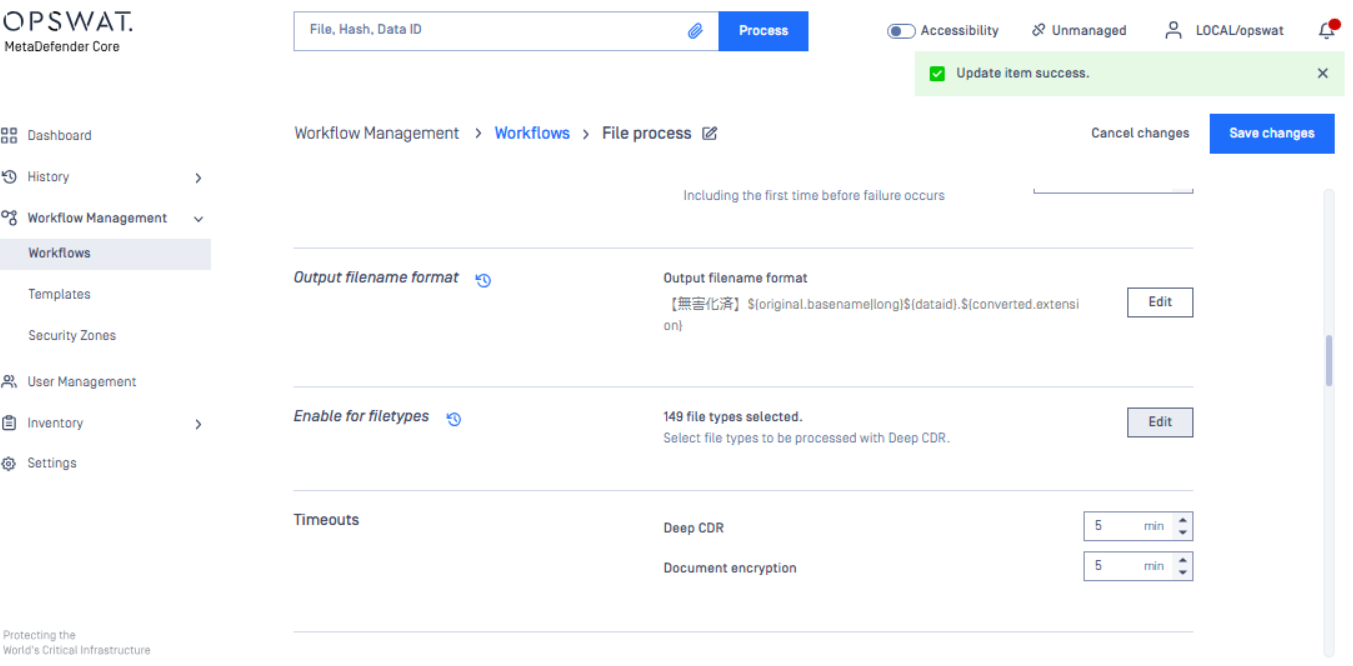 OPSWAT.
MetaDefender Core
File, Hash, Data ID
Process
Accessibility
Unmanaged
LOCAL/opswat
Update item success.
Dashboard
History
Workflow Management
Workflows
Templates
Security Zones
User Management
Inventory
Settings
Protecting the
World's Critical Infrastructure
Workflow Management > Workflows > File process
Cancel changes
Save changes
Including the first time before failure occurs
Output filename format
Output filename format
【無害化済】${original.basename|long}${dataid}.${converted.extensi
on}
Edit
Enable for filetypes
149 file types selected.
Select file types to be processed with Deep CDR.
Edit
Timeouts
Deep CDR
5 min
Document encryption
5 min